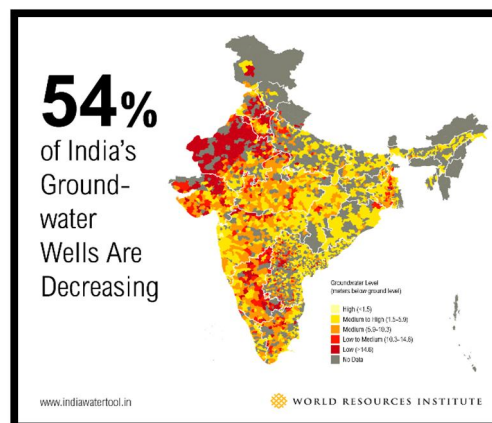 54%
of India's
Ground-
water
Wells Are
Decreasing
Groundwater Level
(meters below ground level)
High (<1.5)
Medium to High (1.5-5.9)
Medium (5.9-10.3)
Low to Medium (10.3-14.6)
Low (>14.6)
No Data
www.indiawatertool.in
WORLD RESOURCES INSTITUTE